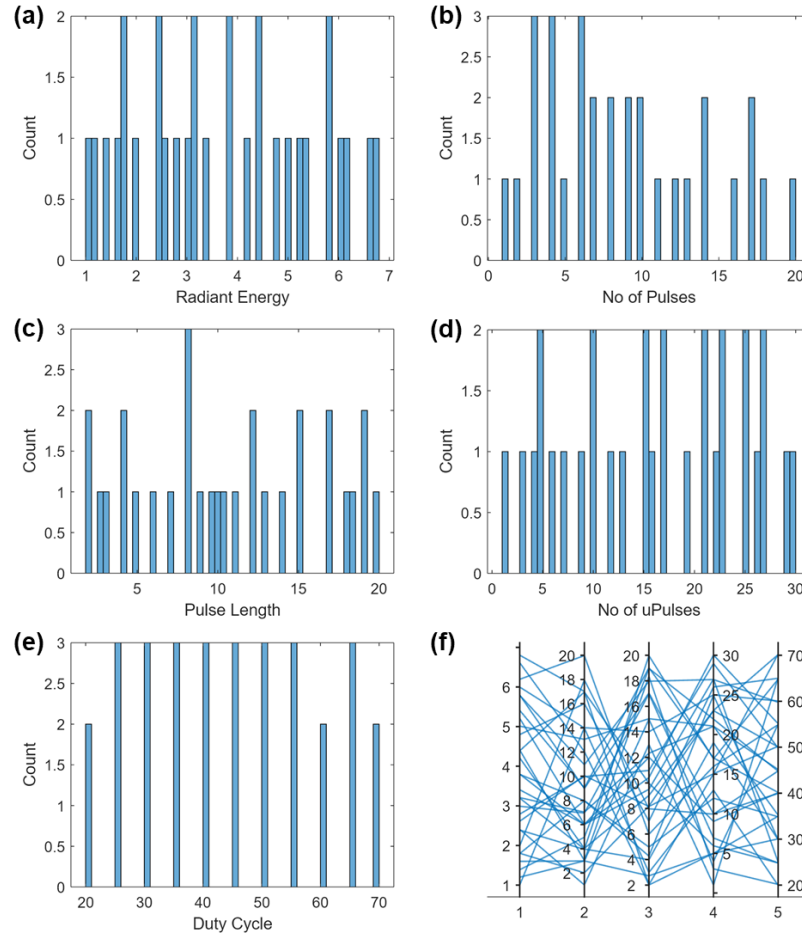 (a)
2
1.5
1
0.5
0
Count
1 2 3 4 5 6 7
Radiant Energy
(b)
3
2.5
2
1.5
1
0.5
0
Count
0 5 10 15 20
No of Pulses
(c)
3
2.5
2
1.5
1
0.5
0
Count
5 10 15 20
Pulse Length
(d)
2
1.5
1
0.5
0
Count
0 5 10 15 20 25 30
No of uPulses
(e)
3
2.5
2
1.5
1
0.5
0
Count
20 30 40 50 60 70
Duty Cycle
(f)
20 20 30 70
18 18
6 16 16 25 60
5 14 14
12 20 50
4 10 10 15
3 8 8 40
6 6 10
2 4 4 5 30
1 2 2 20
1 2 3 4 5